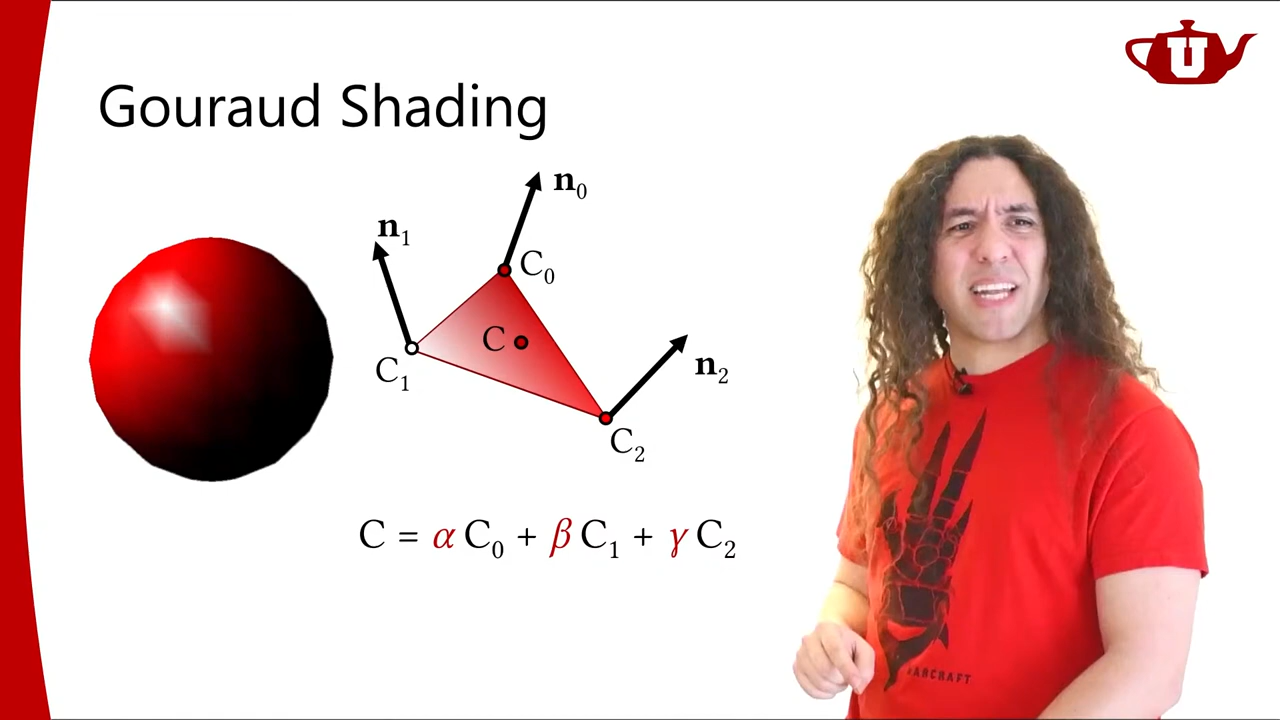 U
Gouraud Shading
n₀
n₁
C₀
C
C₁
n₂
C₂
C = α C₀ + β C₁ + γ C₂
ARCRAFT